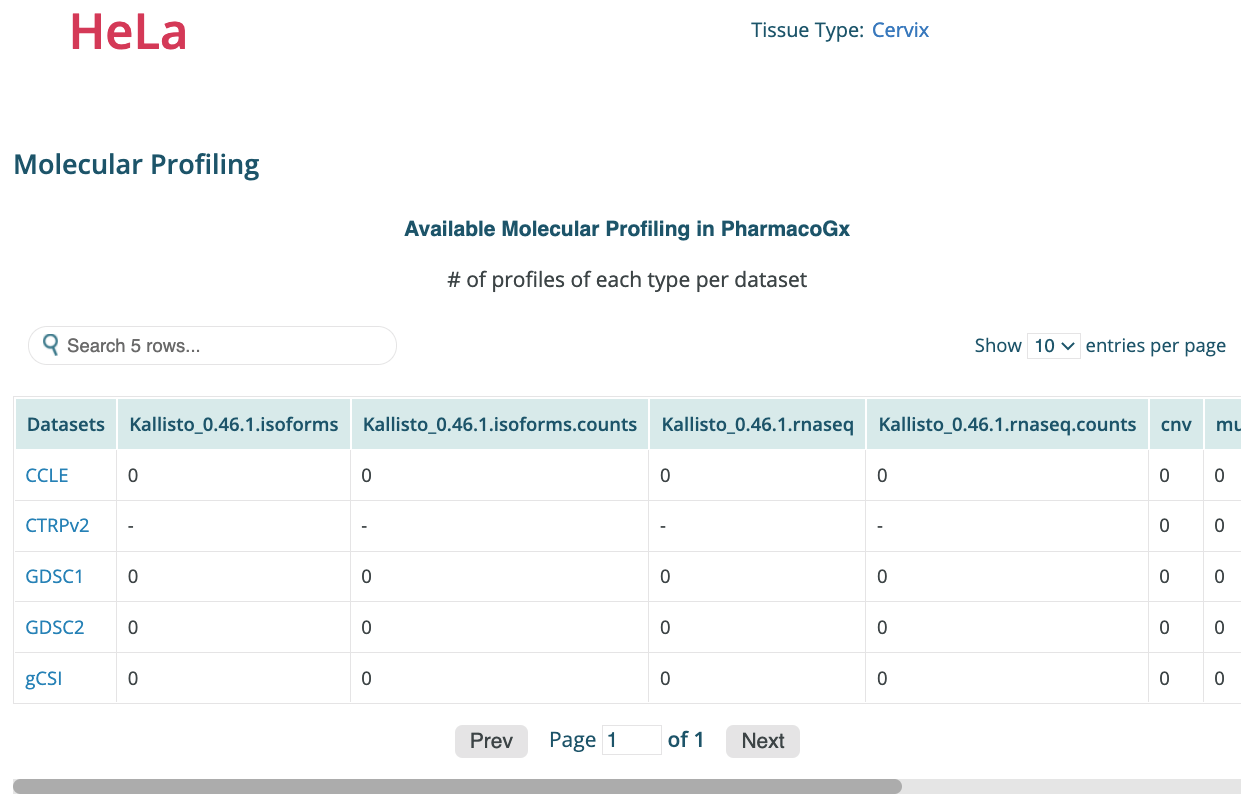 HeLa
Tissue Type: Cervix
Molecular Profiling
Available Molecular Profiling in PharmacoGx
# of profiles of each type per dataset
Search 5 rows...
Show 10 entries per page
Datasets Kallisto_0.46.1.isoforms Kallisto_0.46.1.isoforms.counts Kallisto_0.46.1.rnaseq Kallisto_0.46.1.rnaseq.counts cnv mu
CCLE 0 0 0 0 0 0
CTRPv2 - - - - 0 0
GDSC1 0 0 0 0 0 0
GDSC2 0 0 0 0 0 0
gCSI 0 0 0 0 0 0
Prev Page 1 of 1 Next